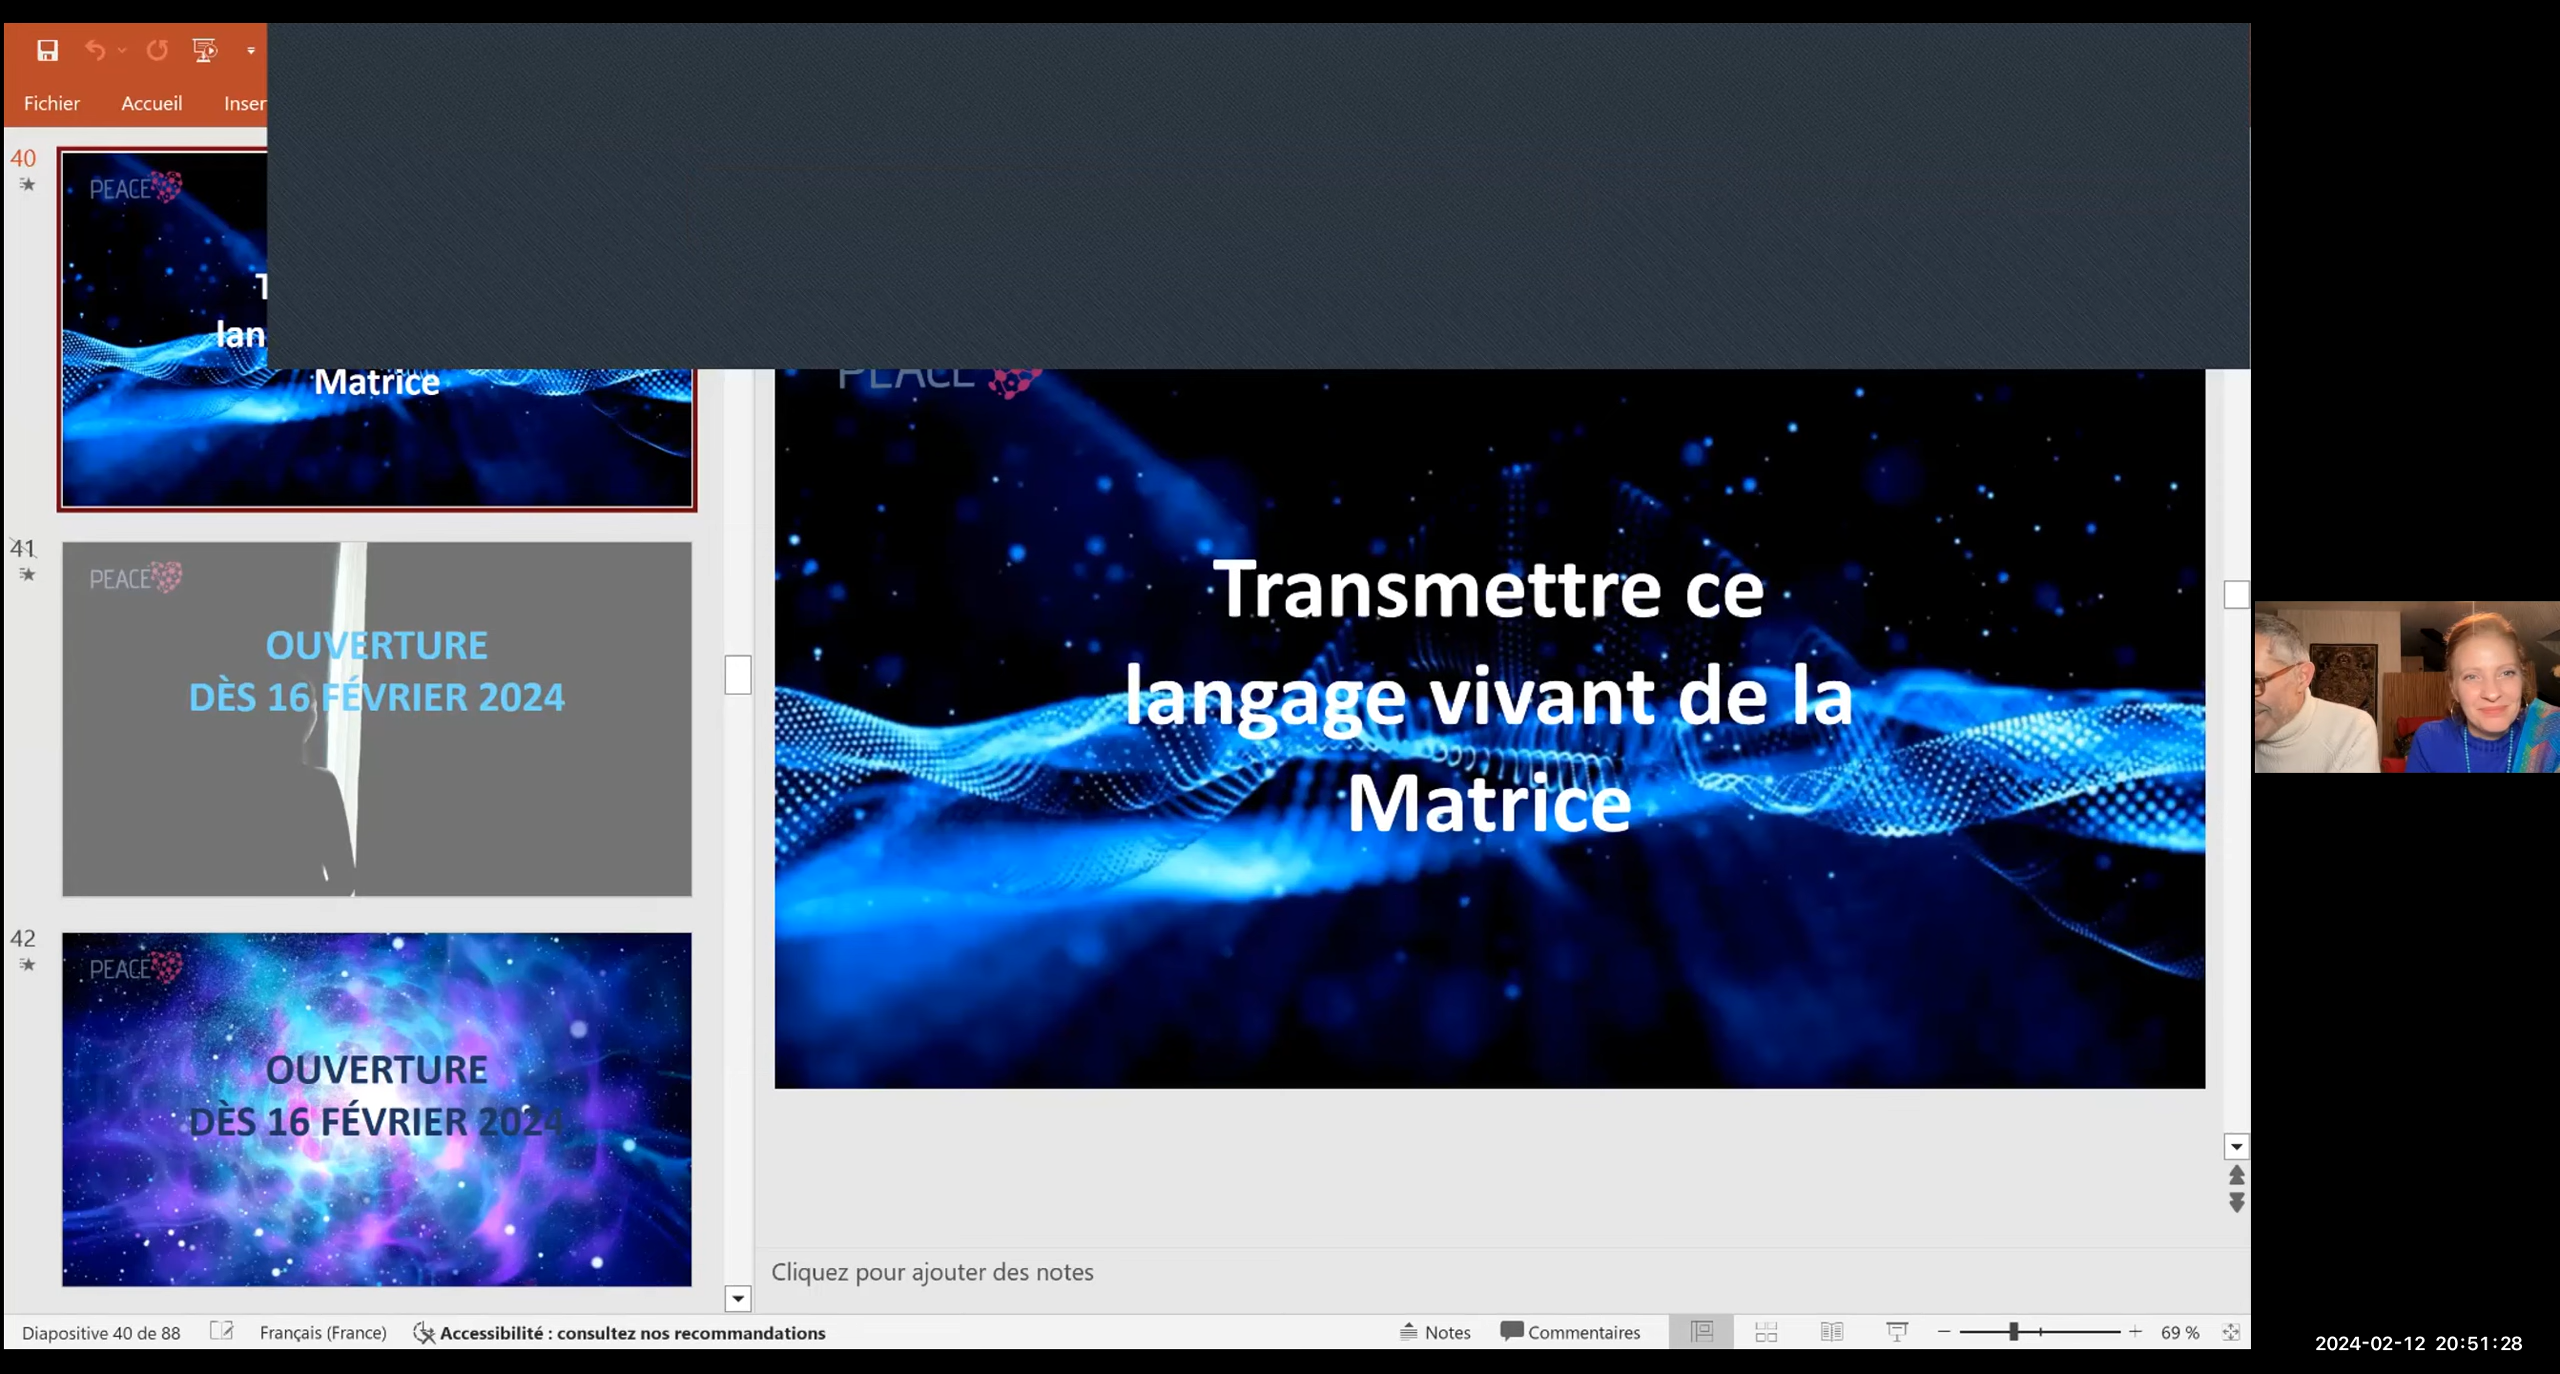 Fichier Accueil Inser
40
PEACE
T
lan
Matrice
41
PEACE
OUVERTURE
DÈS 16 FÉVRIER 2024
42
PEACE
OUVERTURE
DÈS 16 FÉVRIER 2024
PEACE
Transmettre ce
langage vivant de la
Matrice
Cliquez pour ajouter des notes
Diapositive 40 de 88 Français (France) Accessibilité : consultez nos recommandations Notes Commentaires 69 %
2024-02-12 20:51:28